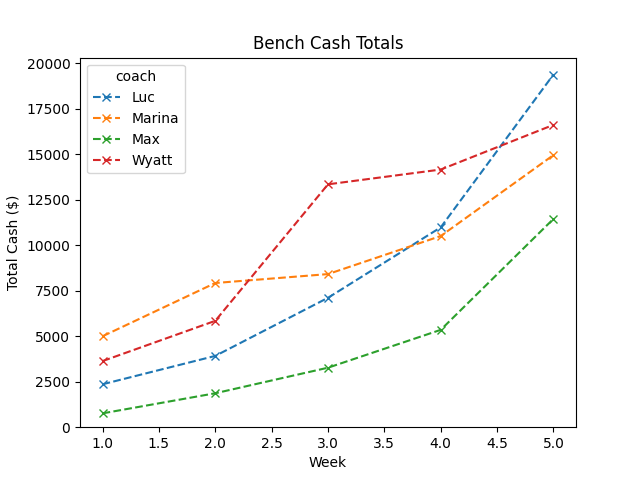 Bench Cash Totals
Total Cash ($)
20000
17500
15000
12500
10000
7500
5000
2500
0
coach
Luc
Marina
Max
Wyatt
1.0 1.5 2.0 2.5 3.0 3.5 4.0 4.5 5.0
Week